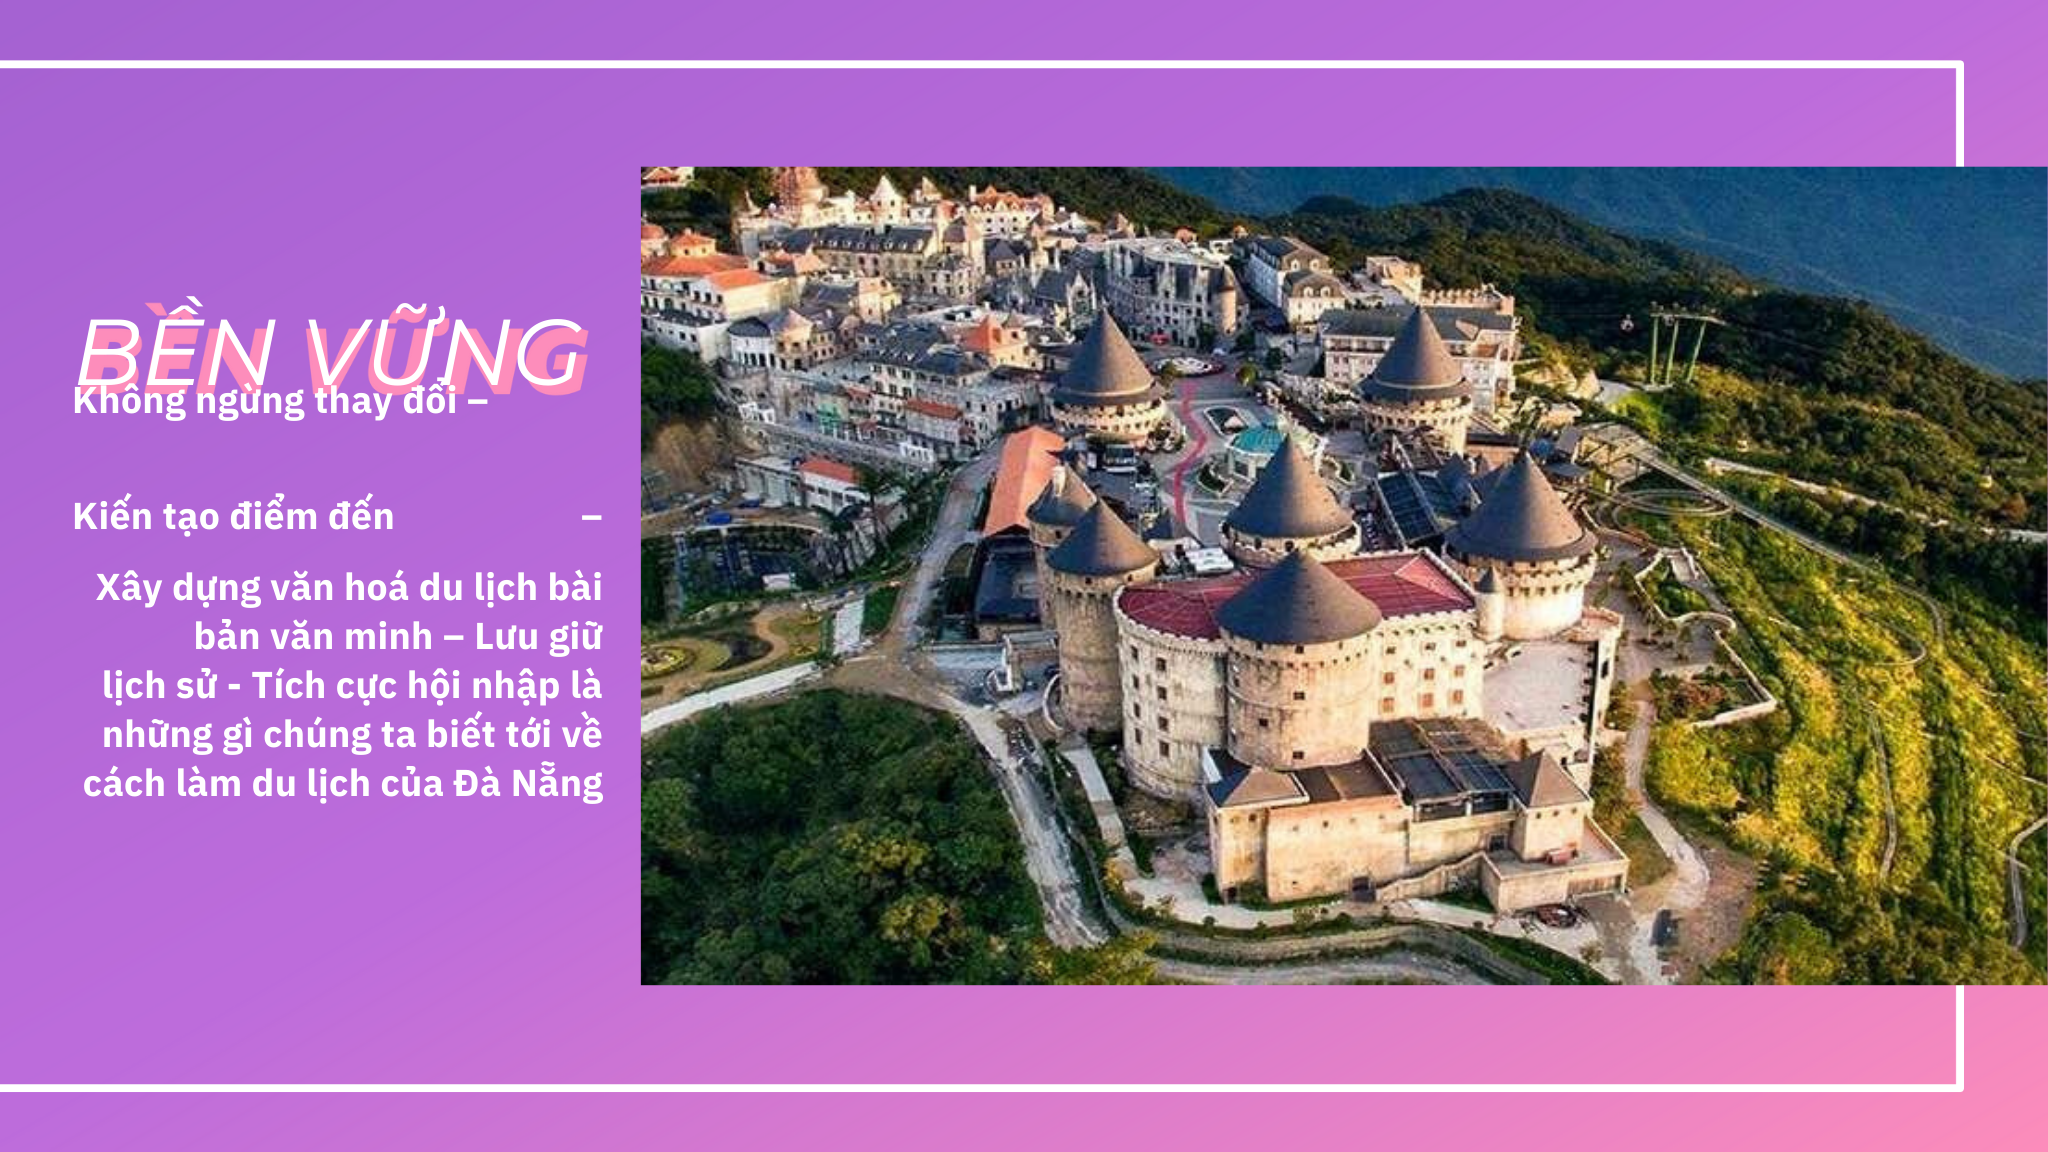 BỀN VỮNG
Không ngừng thay đổi –
Kiến tạo điểm đến –
Xây dựng văn hoá du lịch bài
bản văn minh – Lưu giữ
lịch sử - Tích cực hội nhập là
những gì chúng ta biết tới về
cách làm du lịch của Đà Nẵng